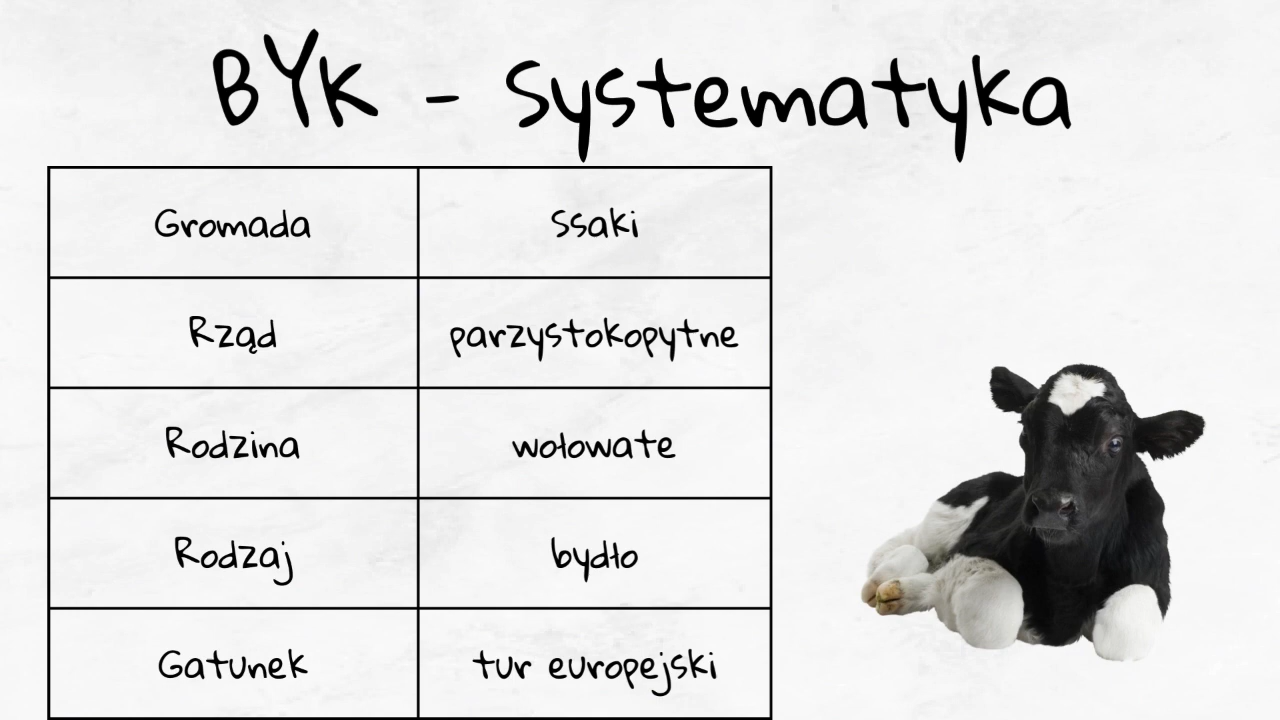 BYK - Systematyka
Gromada ssaki
Rząd parzystokopytne
Rodzina wołowate
Rodzaj bydło
Gatunek tur europejski